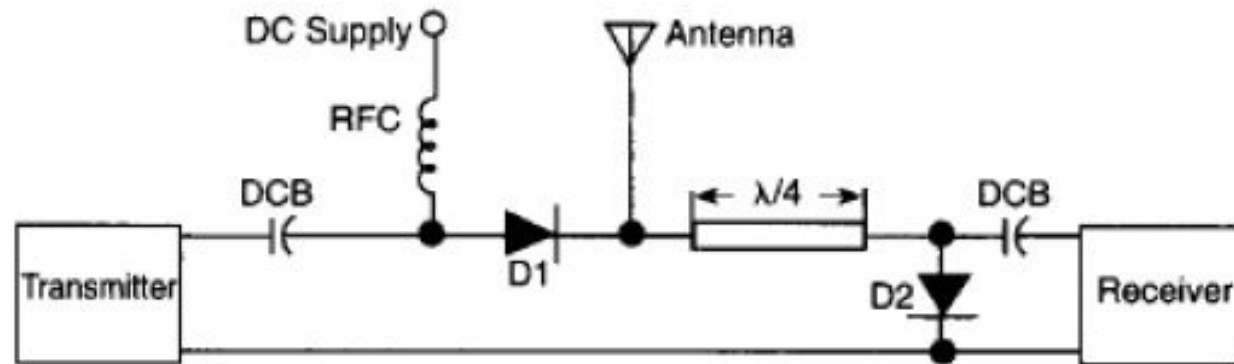 DC Supply
Antenna
RFC
DCB
λ/4
DCB
D1
Transmitter
D2
Receiver